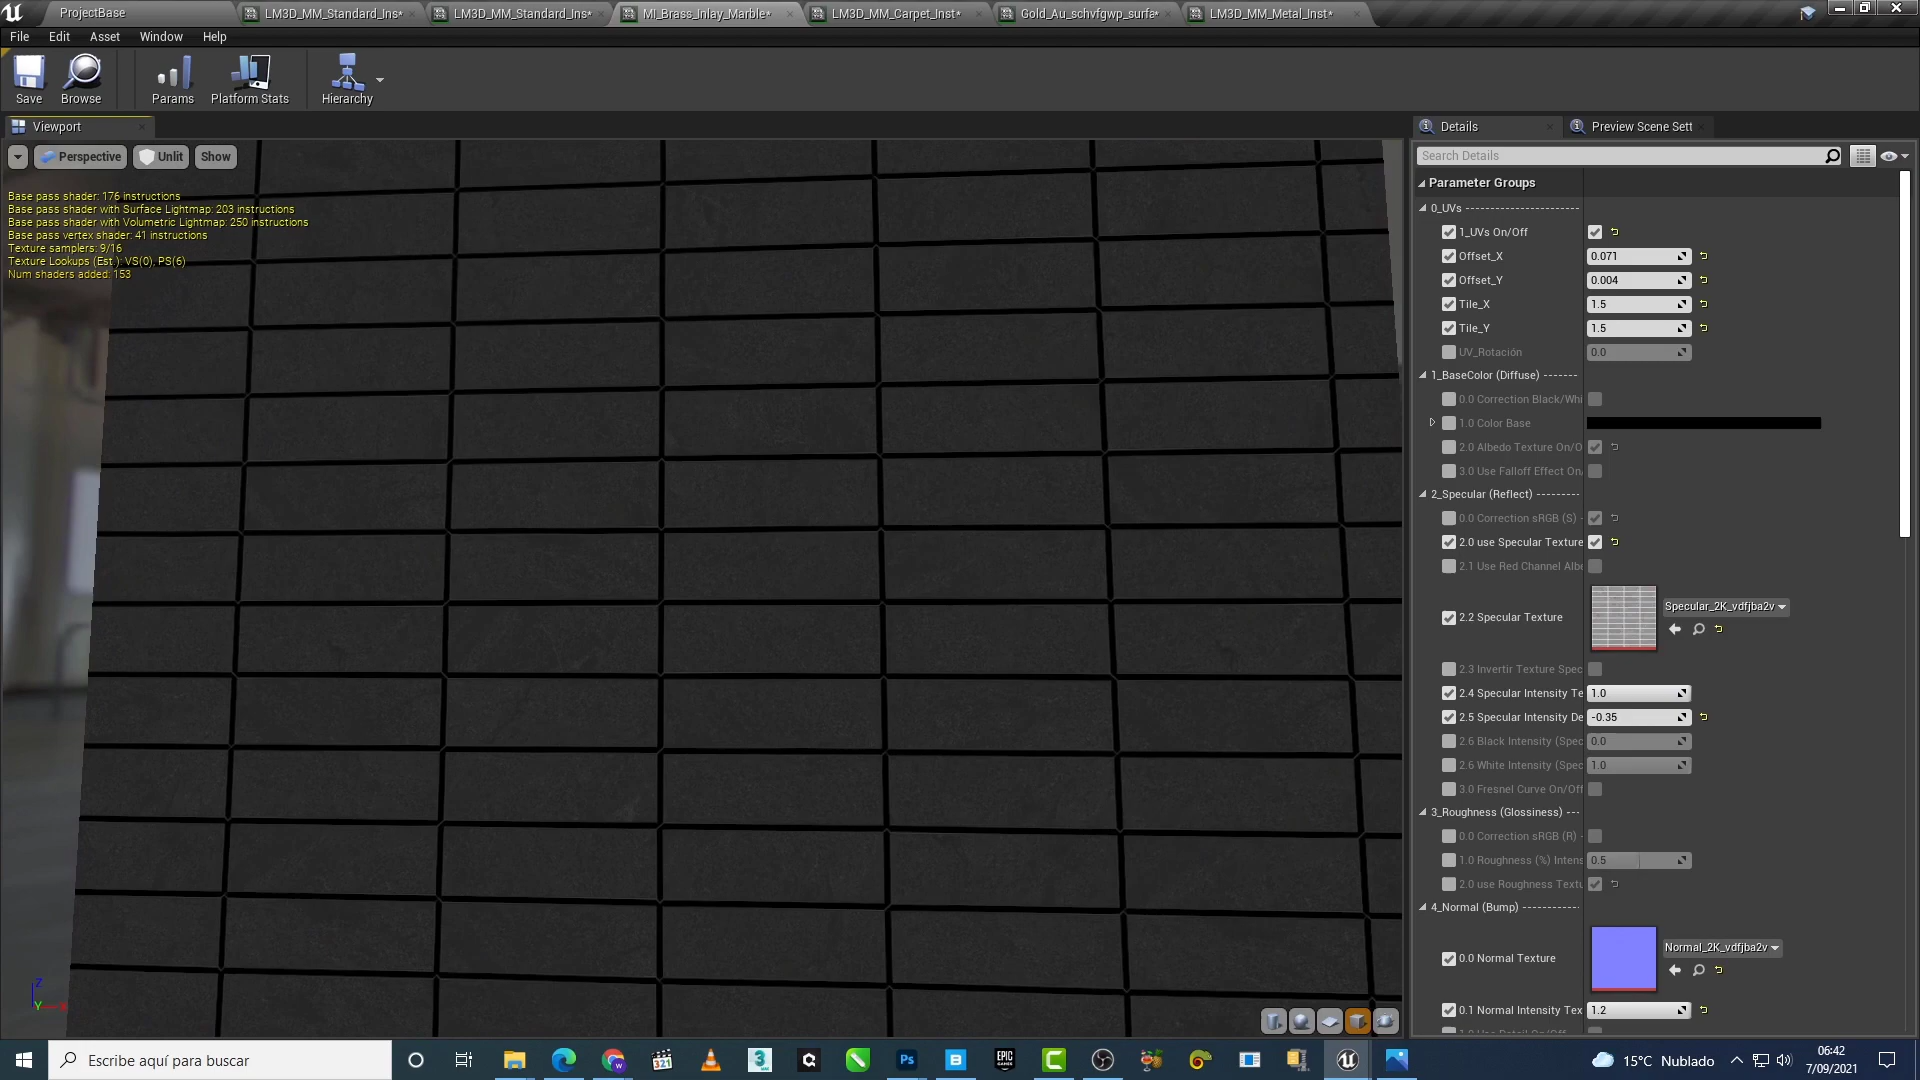 ProjectBase
LM3D_MM_Standard_Ins*
LM3D_MM_Standard_Ins*
MI_Brass_Inlay_Marble*
LM3D_MM_Carpet_Inst*
Gold_Au_schvfgwp_surfa*
LM3D_MM_Metal_Inst*
File Edit Asset Window Help
Save
Browse
Params
Platform Stats
Hierarchy
Viewport
Details
Preview Scene Sett
Perspective
Unlit
Show
Search Details
Base pass shader: 176 instructions
Base pass shader with Surface Lightmap: 203 instructions
Base pass shader with Volumetric Lightmap: 250 instructions
Base pass vertex shader: 41 instructions
Texture samplers: 9/16
Texture Lookups (Est.): VS(0), PS(6)
Num shaders added: 153
Parameter Groups
0_UVs -----------------------
1_UVs On/Off
Offset_X 0.071
Offset_Y 0.004
Tile_X 1.5
Tile_Y 1.5
UV_Rotación 0.0
1_BaseColor (Diffuse) -------
0.0 Correction Black/Whi
1.0 Color Base
2.0 Albedo Texture On/O
3.0 Use Falloff Effect On/
2_Specular (Reflect) --------
0.0 Correction sRGB (S) -
2.0 use Specular Texture
2.1 Use Red Channel Albe
2.2 Specular Texture
Specular_2K_vdfjba2v
2.3 Invertir Texture Spec
2.4 Specular Intensity Te 1.0
2.5 Specular Intensity De -0.35
2.6 Black Intensity (Spec 0.0
2.6 White Intensity (Spec 1.0
3.0 Fresnel Curve On/Off
3_Roughness (Glossiness) ---
0.0 Correction sRGB (R) -
1.0 Roughness (%) Intens 0.5
2.0 use Roughness Textu
4_Normal (Bump) ------------
0.0 Normal Texture
Normal_2K_vdfjba2v
0.1 Normal Intensity Tex 1.2
Z
Y
X
Escribe aquí para buscar
321
3
Ps
B
EPIC
GAMES
C
15°C Nublado
06:42
7/09/2021